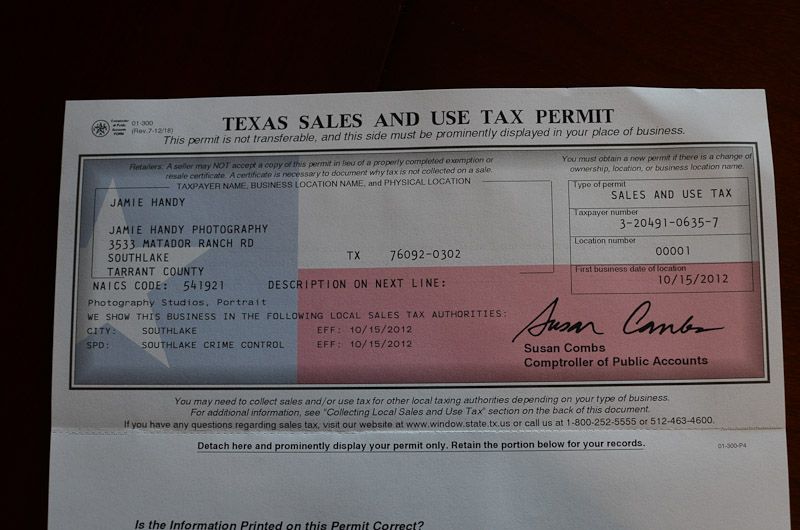 Comptroller
of Public
Accounts
FORM
01-300
(Rev.7-12/18)
TEXAS SALES AND USE TAX PERMIT
This permit is not transferable, and this side must be prominently displayed in your place of business.
Retailers: A seller may NOT accept a copy of this permit in lieu of a properly completed exemption or
resale certificate. A certificate is necessary to document why tax is not collected on a sale.
You must obtain a new permit if there is a change of
ownership, location, or business location name.
TAXPAYER NAME, BUSINESS LOCATION NAME, and PHYSICAL LOCATION
JAMIE HANDY
JAMIE HANDY PHOTOGRAPHY
3533 MATADOR RANCH RD
SOUTHLAKE TX 76092-0302
TARRANT COUNTY
Type of permit
SALES AND USE TAX
Taxpayer number
3-20491-0635-7
Location number
00001
First business date of location
10/15/2012
NAICS CODE: 541921 DESCRIPTION ON NEXT LINE:
Photography Studios, Portrait
WE SHOW THIS BUSINESS IN THE FOLLOWING LOCAL SALES TAX AUTHORITIES:
CITY: SOUTHLAKE EFF: 10/15/2012
SPD: SOUTHLAKE CRIME CONTROL EFF: 10/15/2012
Susan Combs
Susan Combs
Comptroller of Public Accounts
You may need to collect sales and/or use tax for other local taxing authorities depending on your type of business.
For additional information, see "Collecting Local Sales and Use Tax" section on the back of this document.
If you have any questions regarding sales tax, visit our website at www.window.state.tx.us or call us at 1-800-252-5555 or 512-463-4600.
Detach here and prominently display your permit only. Retain the portion below for your records.
01-300-P4
Is the Information Printed on this Permit Correct?